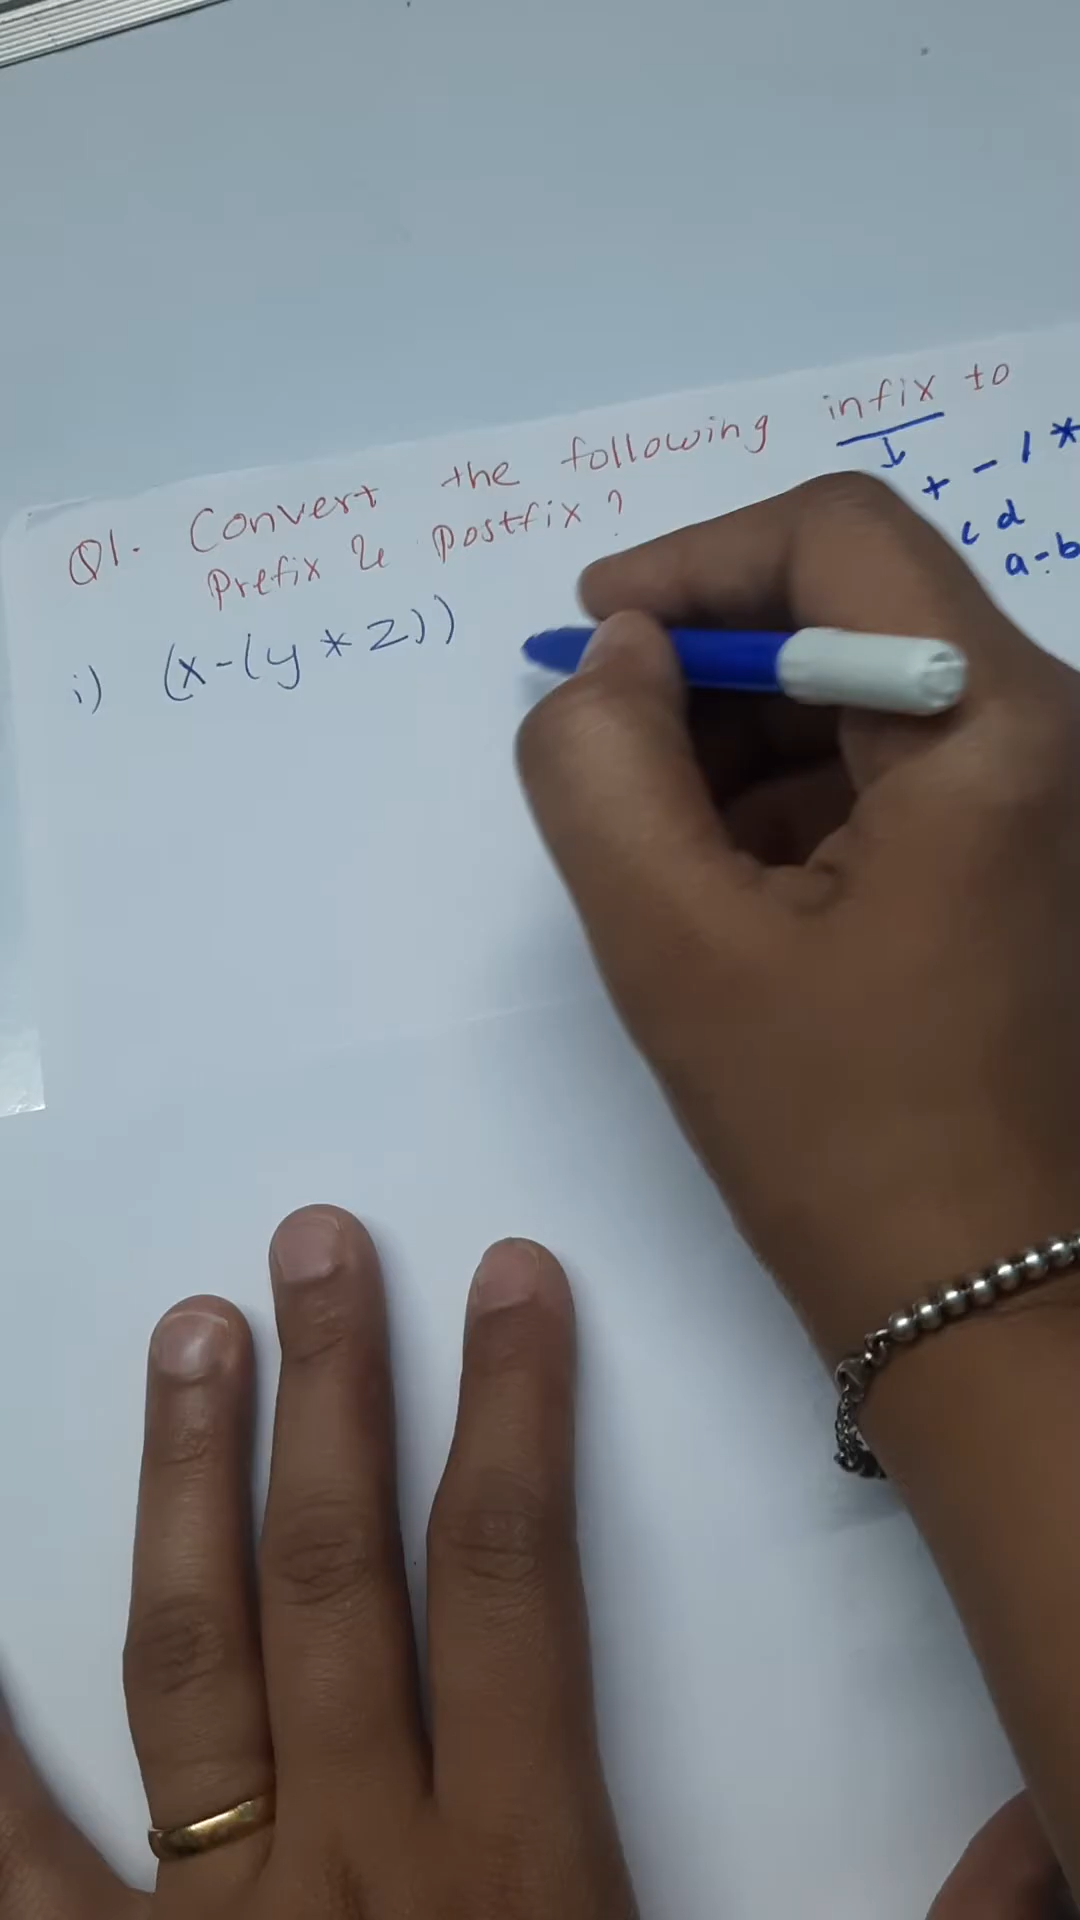 Q1. Convert the following infix to
Prefix & Postfix ?
↓ + - / *
c d
a - b
i) (x-(y * z))